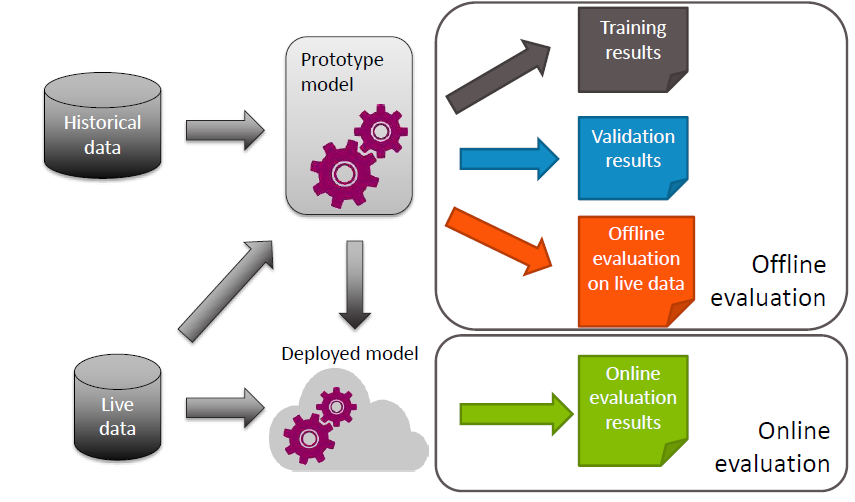 Historical
data
Prototype
model
Training
results
Validation
results
Offline
evaluation
on live data
Offline
evaluation
Live
data
Deployed model
Online
evaluation
results
Online
evaluation